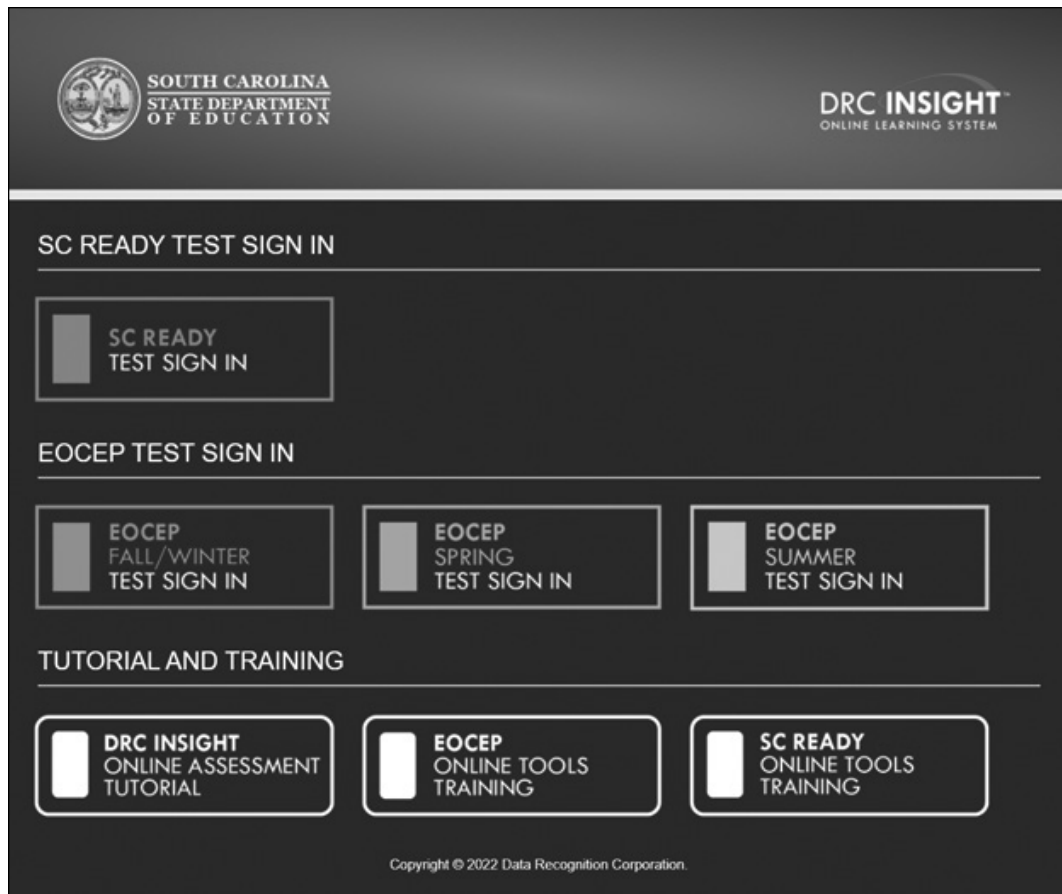 SOUTH CAROLINA
STATE DEPARTMENT
OF EDUCATION
DRC INSIGHT™
ONLINE LEARNING SYSTEM
SC READY TEST SIGN IN
SC READY
TEST SIGN IN
EOCEP TEST SIGN IN
EOCEP
FALL/WINTER
TEST SIGN IN
EOCEP
SPRING
TEST SIGN IN
EOCEP
SUMMER
TEST SIGN IN
TUTORIAL AND TRAINING
DRC INSIGHT
ONLINE ASSESSMENT
TUTORIAL
EOCEP
ONLINE TOOLS
TRAINING
SC READY
ONLINE TOOLS
TRAINING
Copyright © 2022 Data Recognition Corporation.